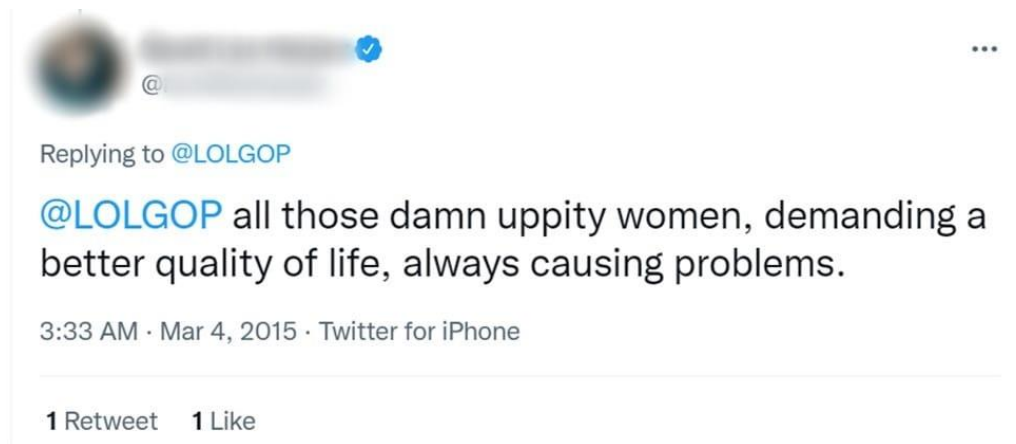 @
Replying to @LOLGOP
@LOLGOP all those damn uppity women, demanding a
better quality of life, always causing problems.
3:33 AM · Mar 4, 2015 · Twitter for iPhone
1 Retweet 1 Like